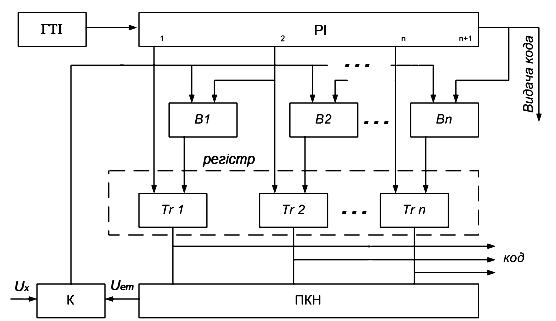 ГТІ
РІ
1
2
n
n+1
Видача кода
В1
В2
Вn
регістр
Tr 1
Tr 2
Tr n
код
Uх
К
Uет
ПКН